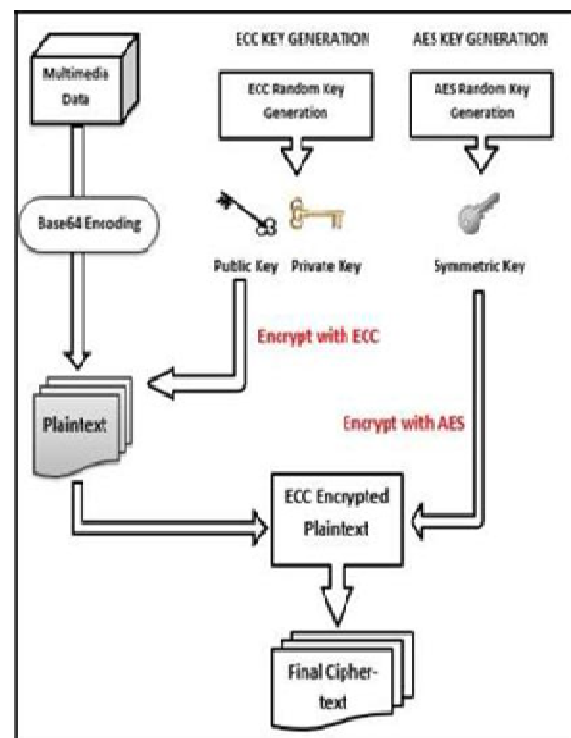 ECC KEY GENERATION
AES KEY GENERATION
Multimedia
Data
ECC Random Key
Generation
AES Random Key
Generation
Base64 Encoding
Public Key
Private Key
Symmetric Key
Encrypt with ECC
Plaintext
Encrypt with AES
ECC Encrypted
Plaintext
Final Cipher-
text